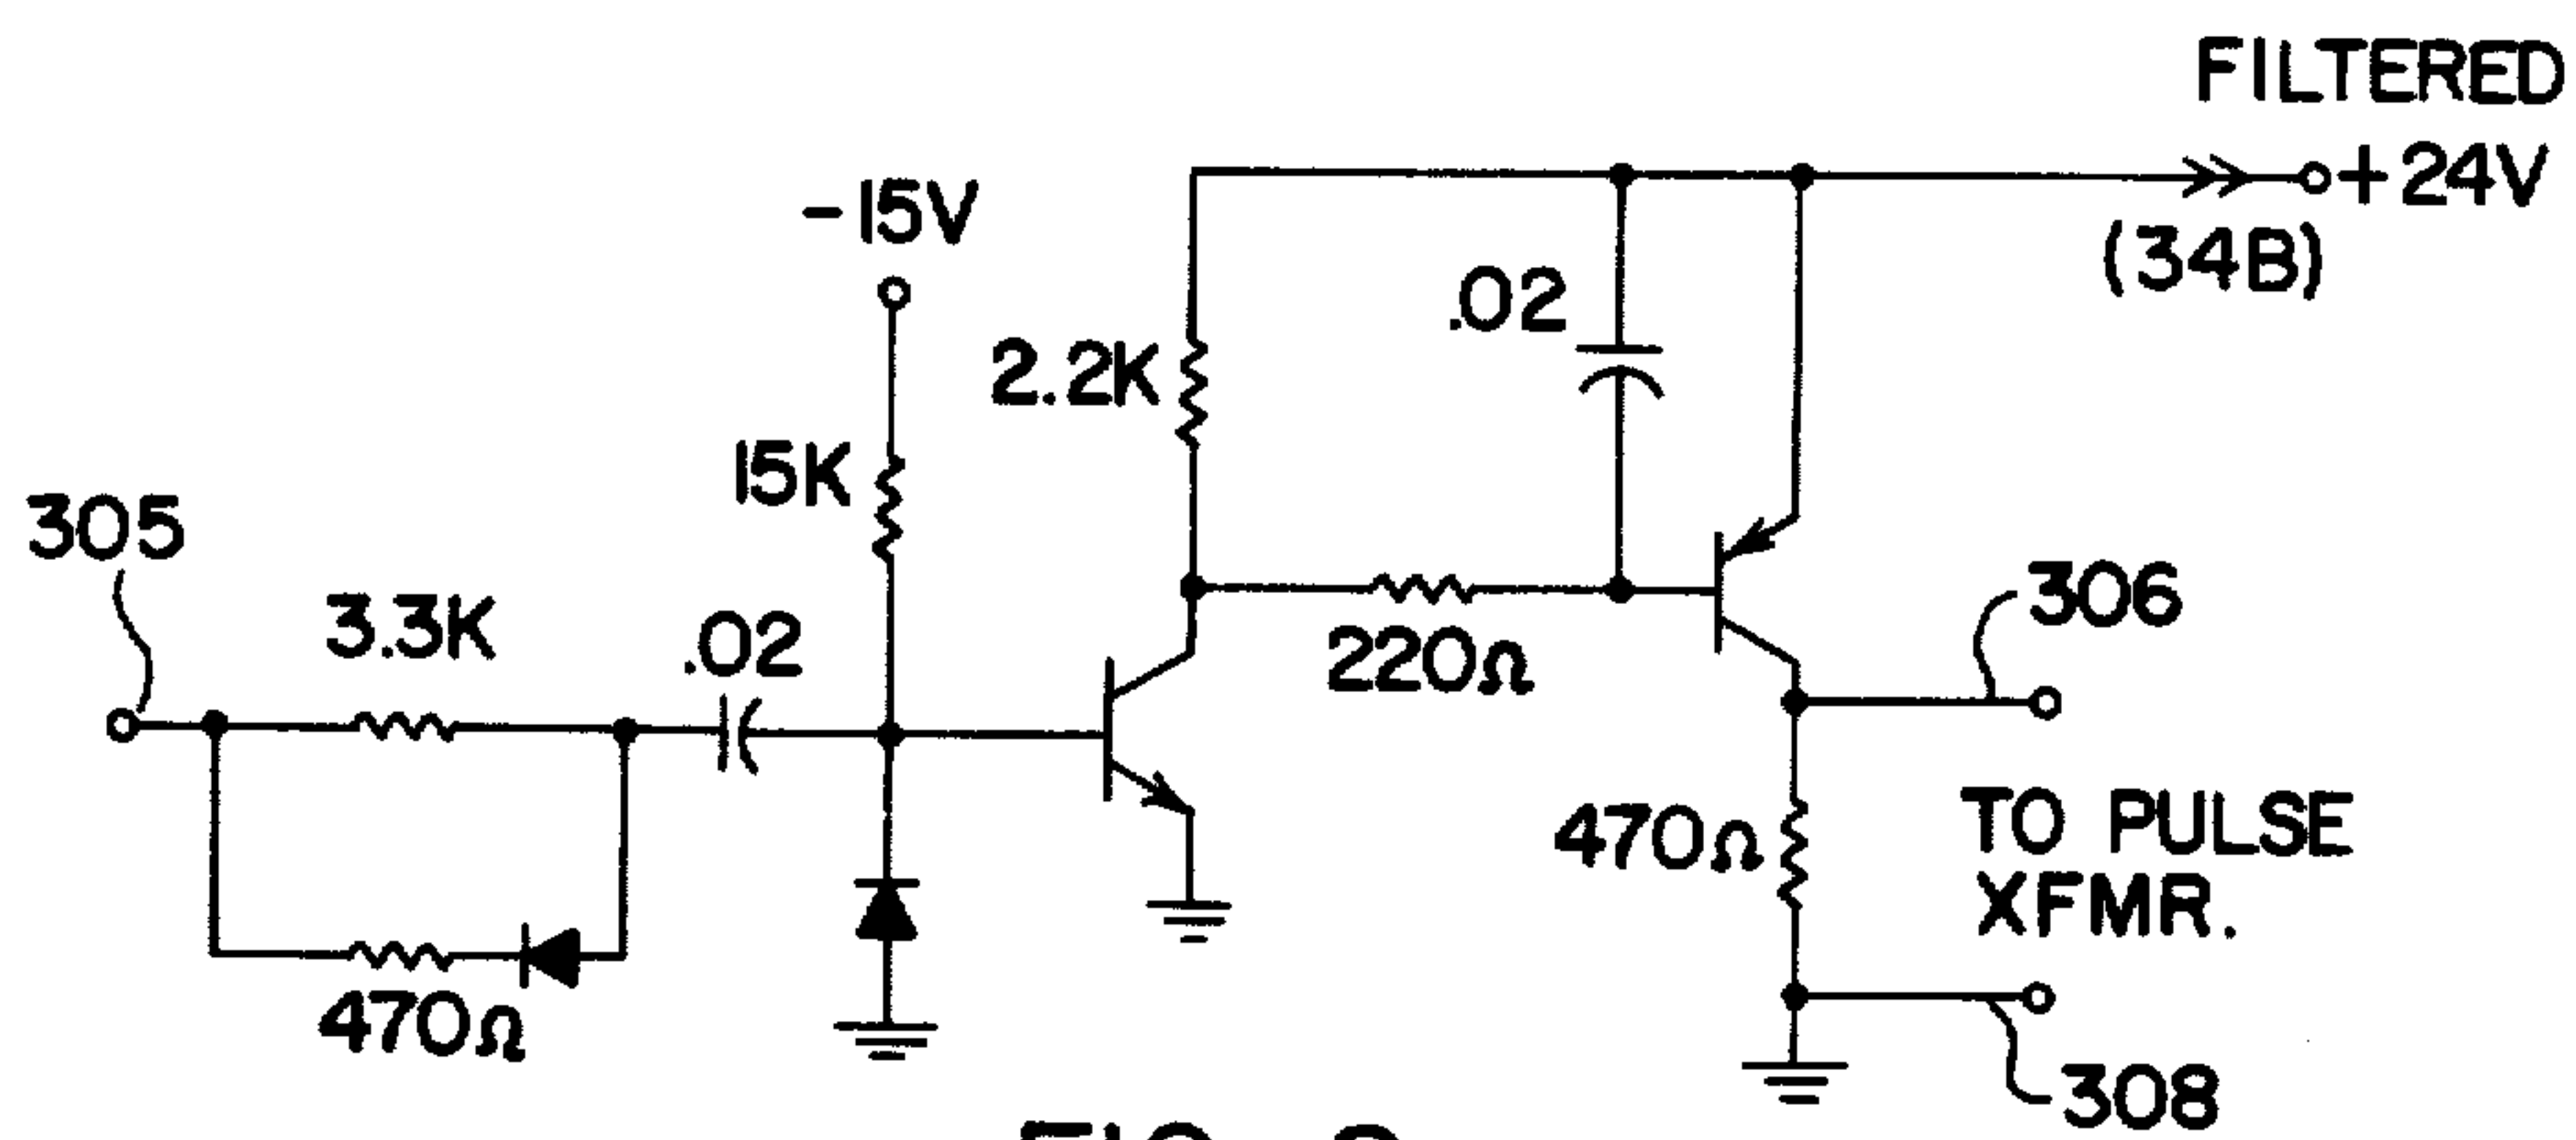 FILTERED
+24V
(34B)
-15V
.02
2.2K
15K
305
3.3K
.02
220Ω
306
470Ω
TO PULSE
XFMR.
470Ω
308